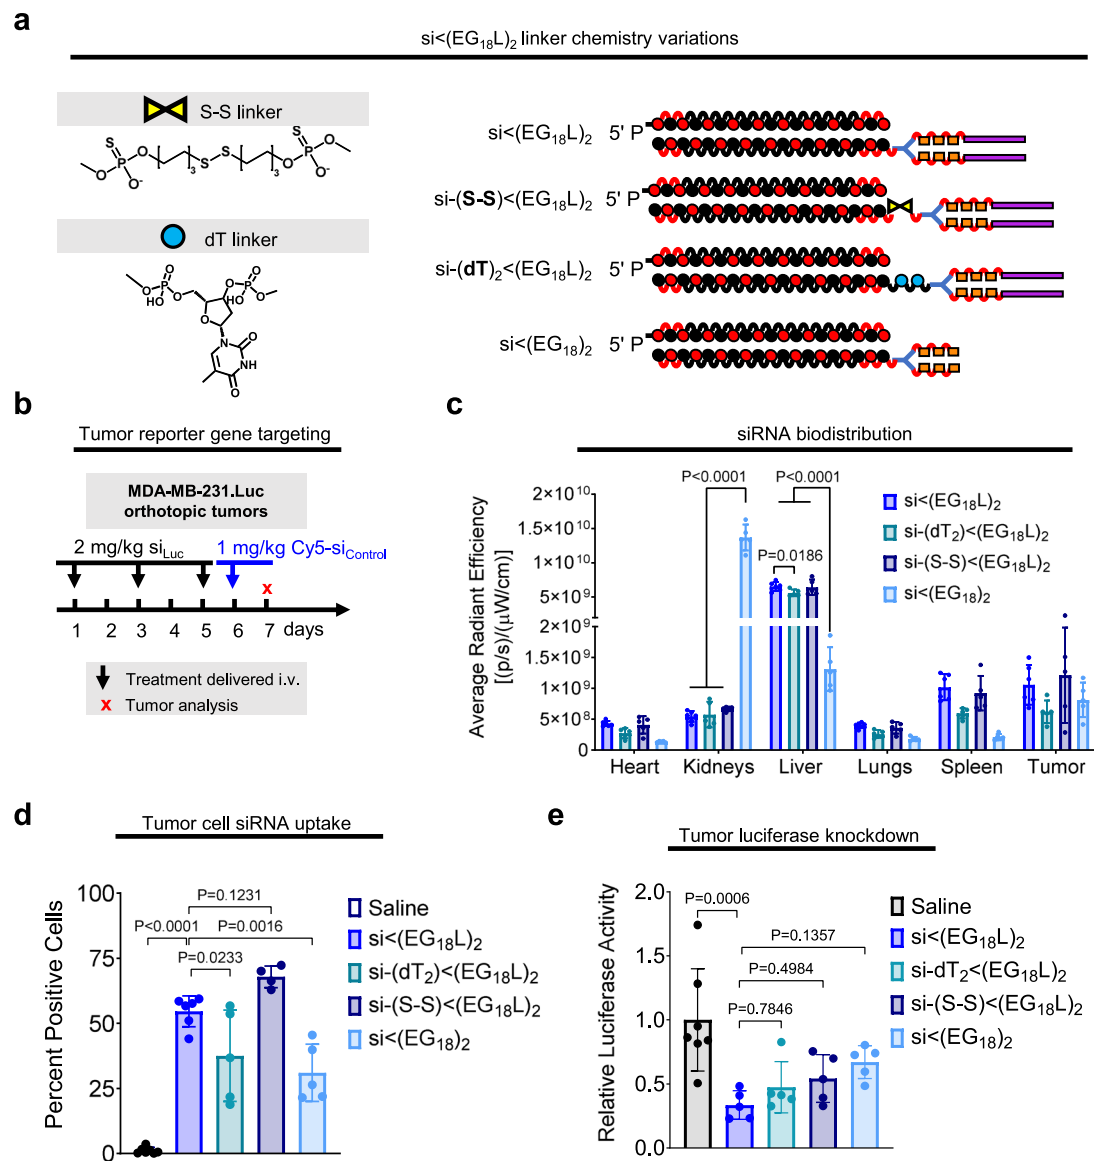 a
si<(EG18L)2 linker chemistry variations
S-S linker
S
O
P
O
O-
3
S-S
3
O
S
P
O
O-
dT linker
O
P
O
OH
O
O
P
O
OH
O
N
O
NH
O
si<(EG18L)2 5' P
si-(S-S)<(EG18L)2 5' P
si-(dT)2<(EG18L)2 5' P
si<(EG18)2 5' P
b
Tumor reporter gene targeting
MDA-MB-231.Luc
orthotopic tumors
2 mg/kg siLuc 1 mg/kg Cy5-siControl
x
1 2 3 4 5 6 7 days
Treatment delivered i.v.
x Tumor analysis
c
siRNA biodistribution
Average Radiant Efficiency
[(p/s)/(µW/cm)]
2×10^10
1×10^10
1×10^10
5×10^9
2×10^9
1×10^9
5×10^8
0
P<0.0001
P<0.0001
P=0.0186
si<(EG18L)2
si-(dT2)<(EG18L)2
si-(S-S)<(EG18L)2
si<(EG18)2
Heart Kidneys Liver Lungs Spleen Tumor
d
Tumor cell siRNA uptake
Percent Positive Cells
100
75
50
25
0
P=0.1231
P<0.0001
P=0.0016
P=0.0233
Saline
si<(EG18L)2
si-(dT2)<(EG18L)2
si-(S-S)<(EG18L)2
si<(EG18)2
e
Tumor luciferase knockdown
Relative Luciferase Activity
2.0
1.5
1.0
0.5
0.0
P=0.0006
P=0.1357
P=0.4984
P=0.7846
Saline
si<(EG18L)2
si-dT2<(EG18L)2
si-(S-S)<(EG18L)2
si<(EG18)2